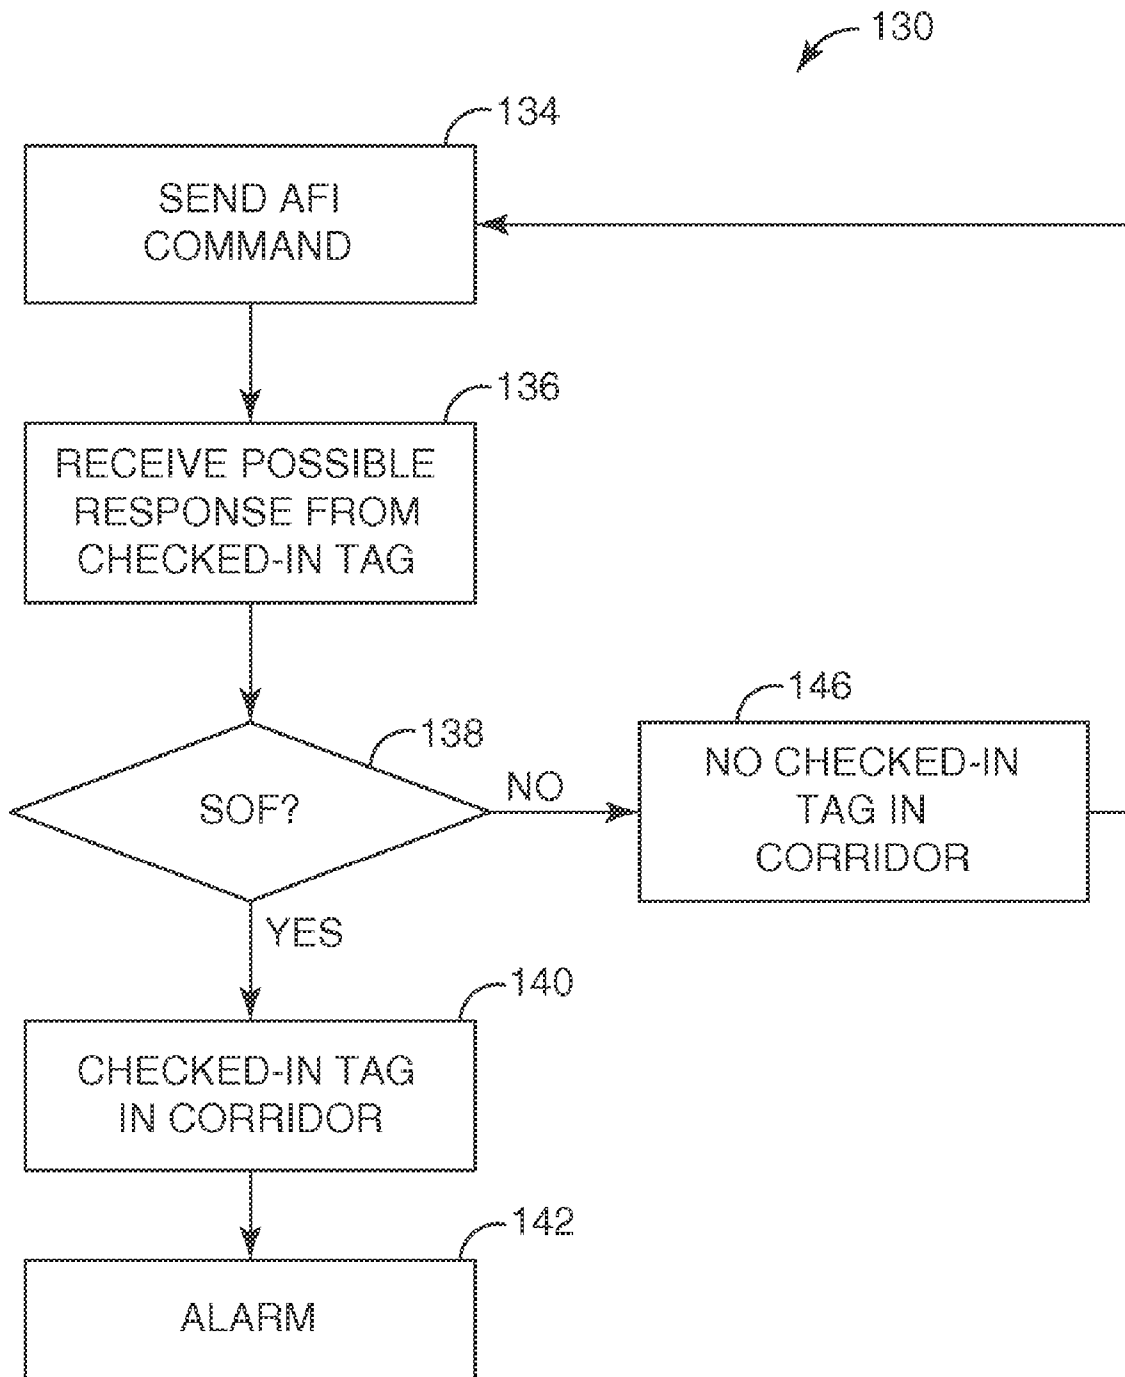 130
134
SEND AFI
COMMAND
136
RECEIVE POSSIBLE
RESPONSE FROM
CHECKED-IN TAG
138
SOF?
NO
146
NO CHECKED-IN
TAG IN
CORRIDOR
YES
140
CHECKED-IN TAG
IN CORRIDOR
142
ALARM